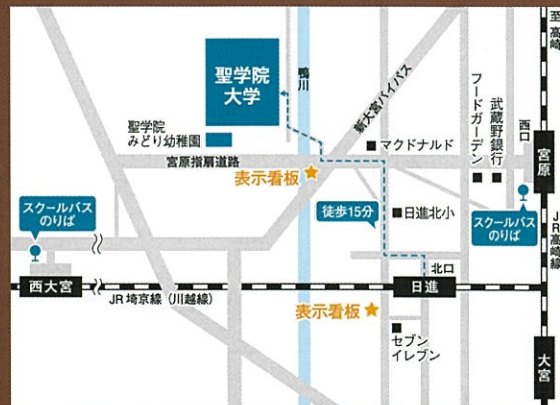 至
高崎
聖学院
大学
鴨川
新大宮バイパス
フードガーデン
武蔵野銀行
西口
宮原
聖学院
みどり幼稚園
マクドナルド
宮原指扇道路
表示看板
スクールバス
のりば
徒歩15分
日進北小
スクールバス
のりば
JR高崎線
北口
西大宮
日進
JR埼京線(川越線)
表示看板
セブン
イレブン
大宮